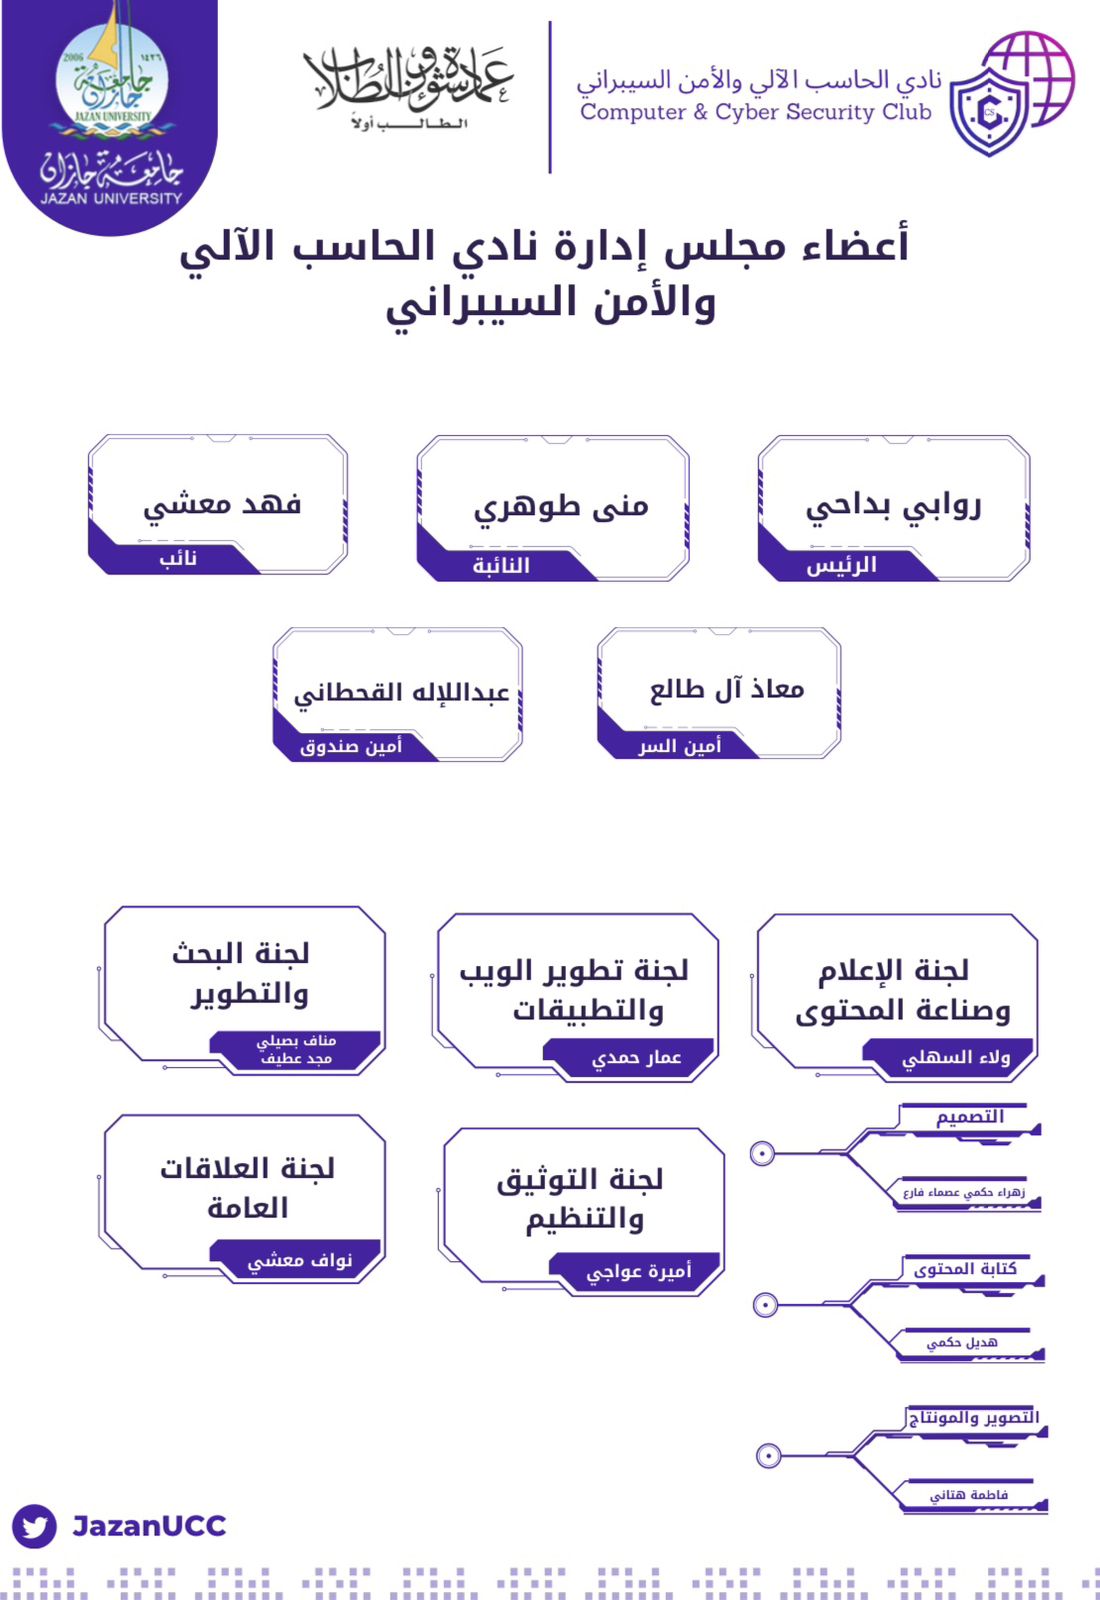 2006 ١٤٢٦
جامعة جازان
JAZAN UNIVERSITY
جامعة جازان
JAZAN UNIVERSITY
عمادة شؤون الطلاب
الطالب أولاً
نادي الحاسب الآلي والأمن السيبراني
Computer & Cyber Security Club
CS
أعضاء مجلس إدارة نادي الحاسب الآلي
والأمن السيبراني
روابي بداحي
الرئيس
منى طوهري
النائبة
فهد معشي
نائب
معاذ آل طالع
أمين السر
عبداللإله القحطاني
أمين صندوق
لجنة الإعلام
وصناعة المحتوى
ولاء السهلي
لجنة تطوير الويب
والتطبيقات
عمار حمدي
لجنة البحث
والتطوير
مناف بصيلي
مجد عطيف
التصميم
زهراء حكمي عصماء فارع
كتابة المحتوى
هديل حكمي
التصوير والمونتاج
فاطمة هتاني
لجنة التوثيق
والتنظيم
أميرة عواجي
لجنة العلاقات
العامة
نواف معشي
JazanUCC